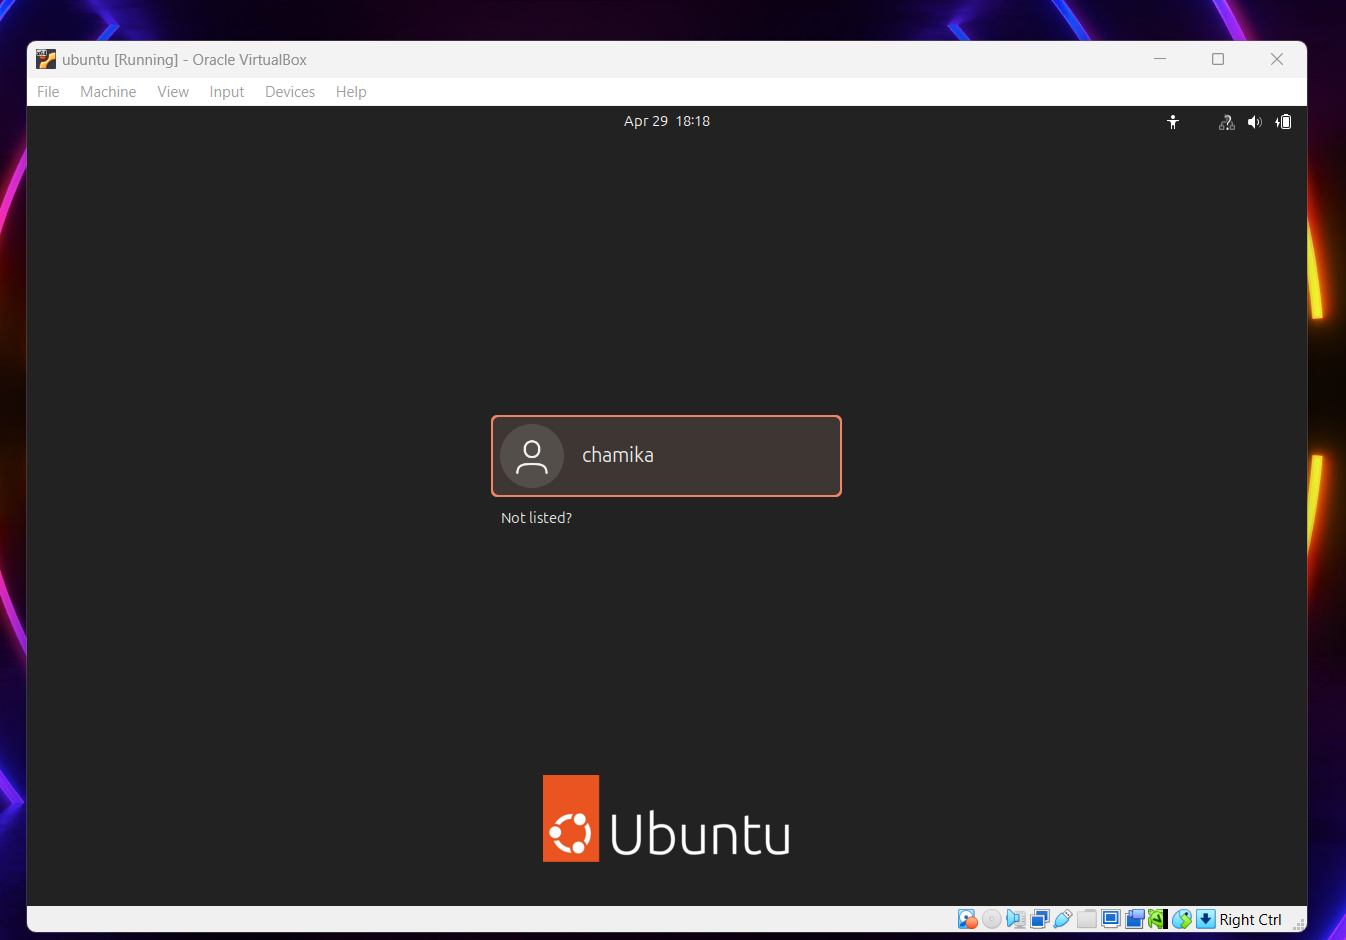 ubuntu [Running] - Oracle VirtualBox
File Machine View Input Devices Help
Apr 29 18:18
chamika
Not listed?
Ubuntu
Right Ctrl